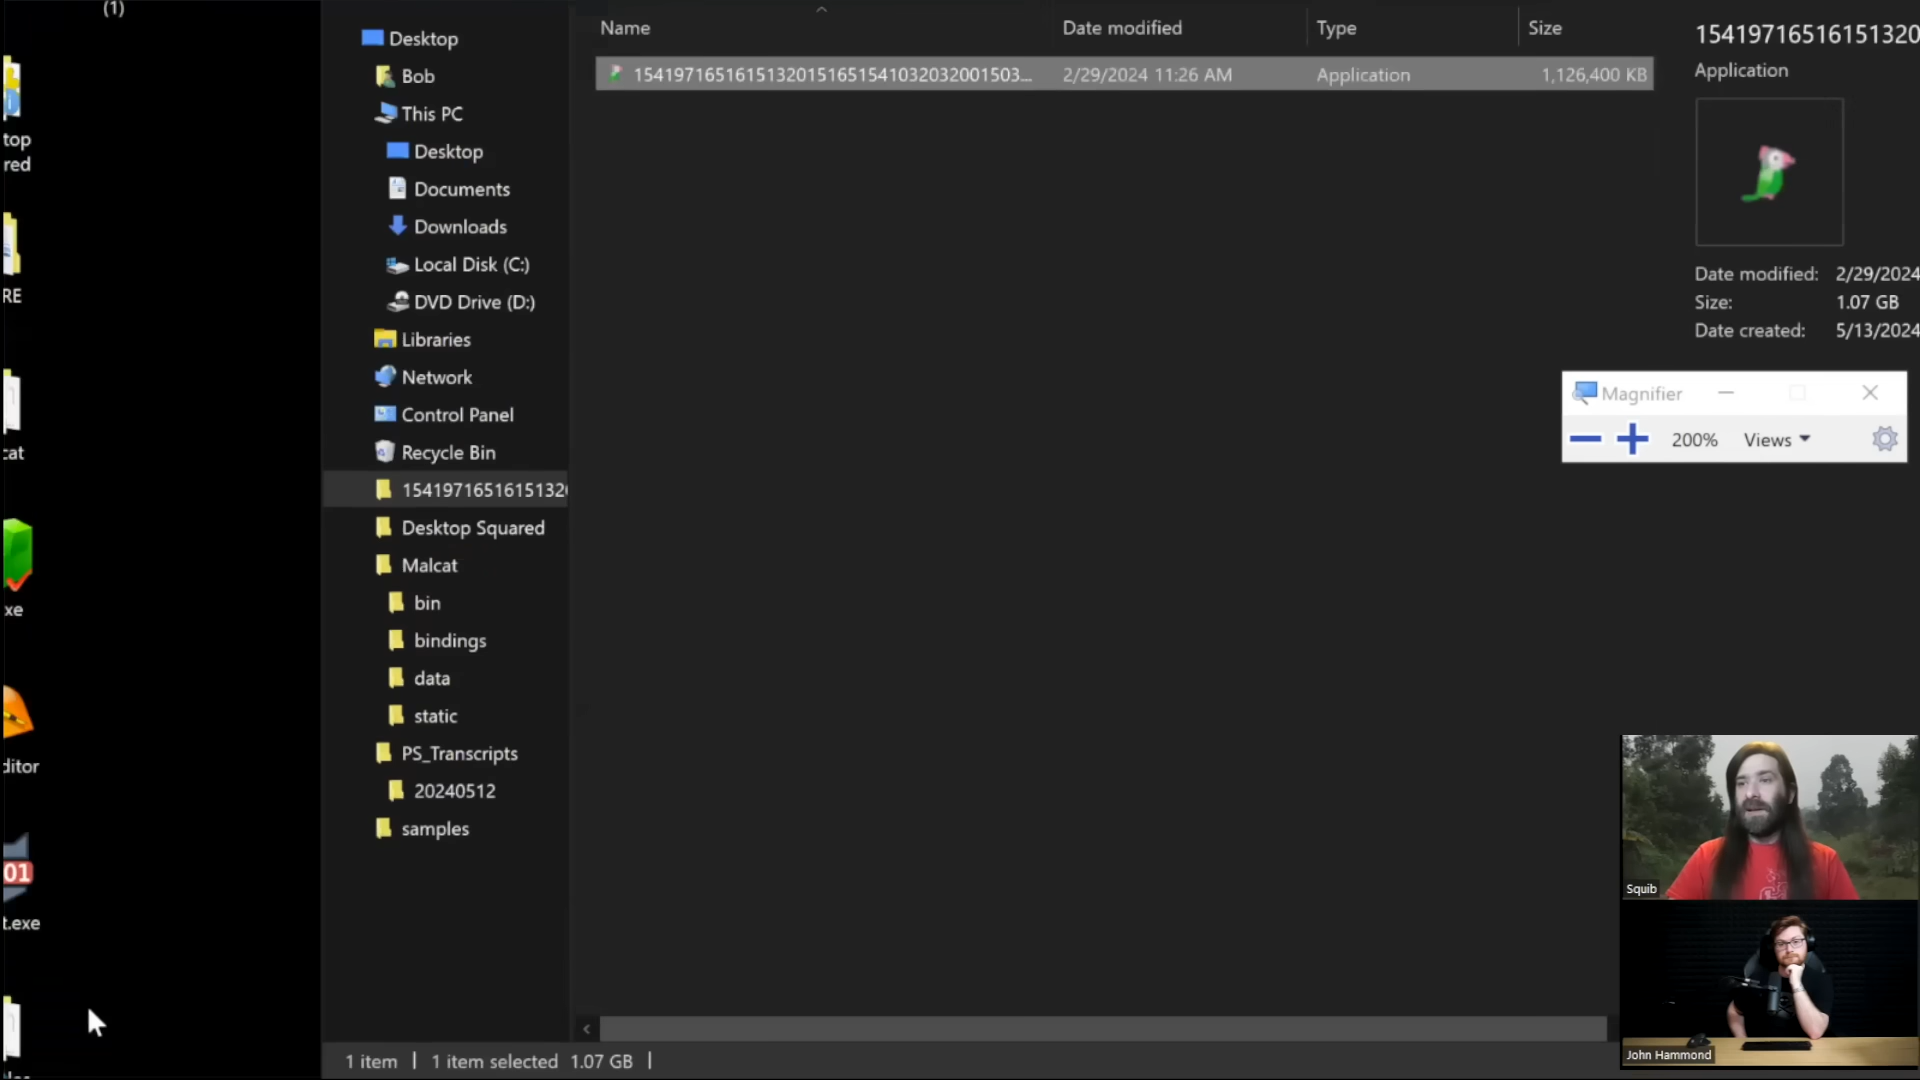 (1)
top
red
RE
cat
xe
ditor
01
t.exe
Desktop
Bob
This PC
Desktop
Documents
Downloads
Local Disk (C:)
DVD Drive (D:)
Libraries
Network
Control Panel
Recycle Bin
1541971651615132
Desktop Squared
Malcat
bin
bindings
data
static
PS_Transcripts
20240512
samples
Name Date modified Type Size
154197165161513201516515410320320015​03... 2/29/2024 11:26 AM Application 1,126,400 KB
15419716516151320
Application
Date modified: 2/29/2024
Size: 1.07 GB
Date created: 5/13/2024
Magnifier
200% Views
Squib
John Hammond
1 item 1 item selected 1.07 GB